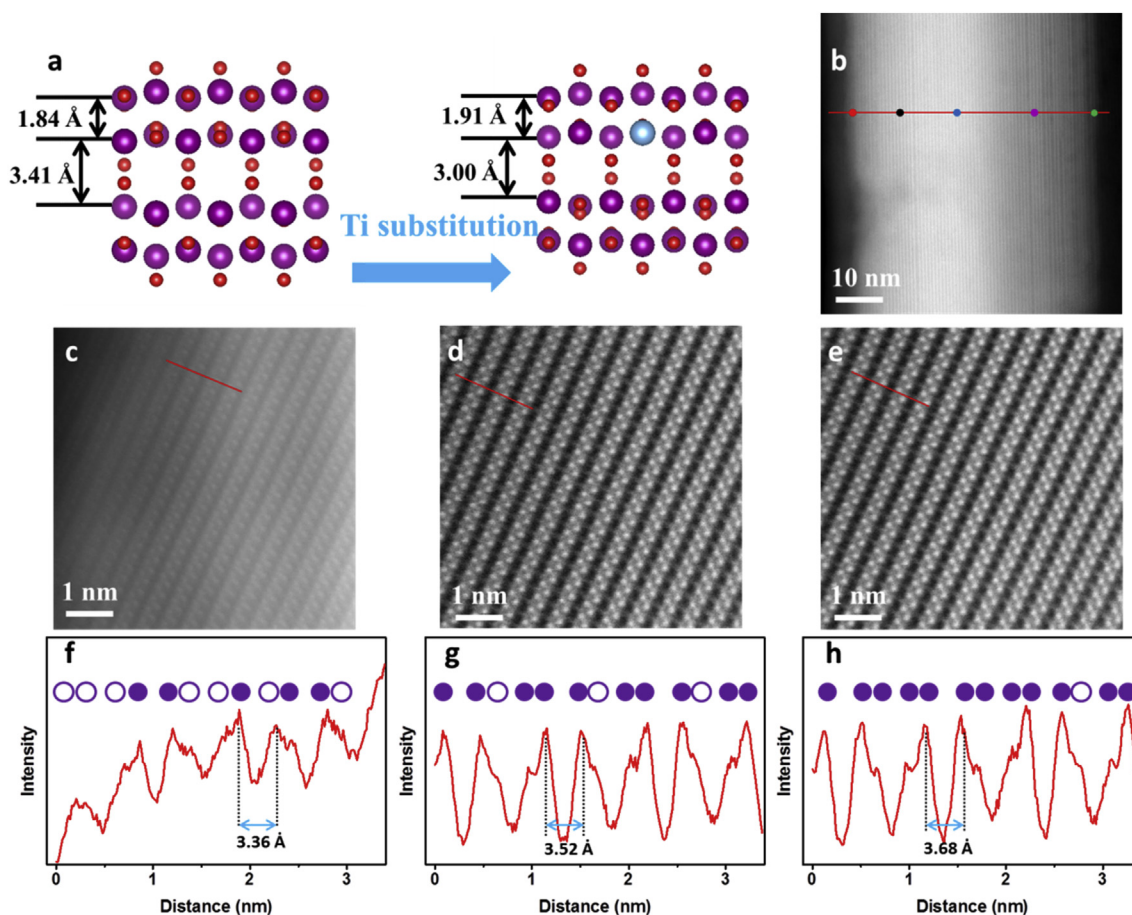 a
1.84 Å
3.41 Å
Ti substitution
1.91 Å
3.00 Å
b
10 nm
c
1 nm
d
1 nm
e
1 nm
f
Intensity
3.36 Å
0 1 2 3
Distance (nm)
g
Intensity
3.52 Å
0 1 2 3
Distance (nm)
h
Intensity
3.68 Å
0 1 2 3
Distance (nm)